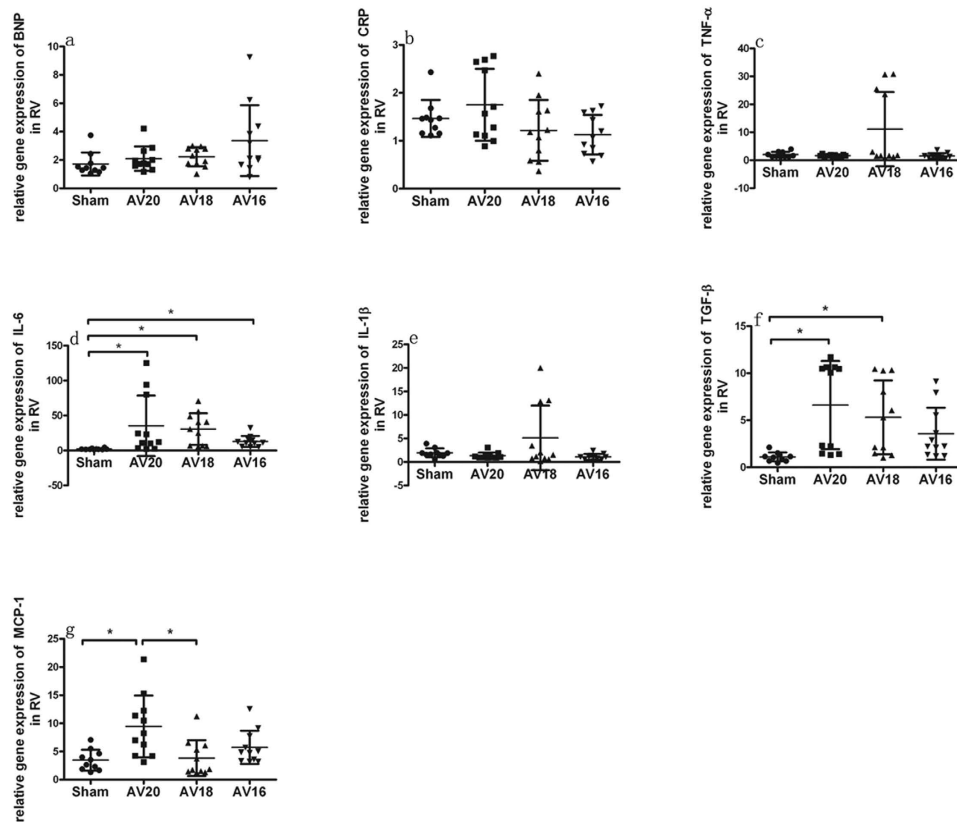 a
relative gene expression of BNP
in RV
10
8
6
4
2
0
Sham AV20 AV18 AV16
b
relative gene expression of CRP
in RV
3
2
1
0
Sham AV20 AV18 AV16
c
relative gene expression of TNF-α
in RV
40
30
20
10
0
-10
Sham AV20 AV18 AV16
d
relative gene expression of IL-6
in RV
150
100
50
0
-50
* * *
Sham AV20 AV18 AV16
e
relative gene expression of IL-1β
in RV
25
20
15
10
5
0
-5
Sham AV20 AV18 AV16
f
relative gene expression of TGF-β
in RV
15
10
5
0
* *
Sham AV20 AV18 AV16
g
relative gene expression of MCP-1
in RV
25
20
15
10
5
0
* *
Sham AV20 AV18 AV16